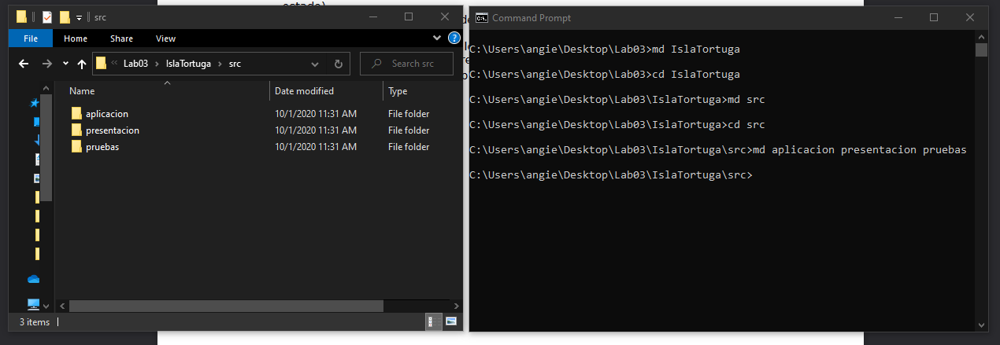 estado)
src
File Home Share View
Lab03 IslaTortuga src
Search src
Name Date modified Type
aplicacion 10/1/2020 11:31 AM File folder
presentacion 10/1/2020 11:31 AM File folder
pruebas 10/1/2020 11:31 AM File folder
3 items
Command Prompt
C:\Users\angie\Desktop\Lab03>md IslaTortuga
C:\Users\angie\Desktop\Lab03>cd IslaTortuga
C:\Users\angie\Desktop\Lab03\IslaTortuga>md src
C:\Users\angie\Desktop\Lab03\IslaTortuga>cd src
C:\Users\angie\Desktop\Lab03\IslaTortuga\src>md aplicacion presentacion pruebas
C:\Users\angie\Desktop\Lab03\IslaTortuga\src>